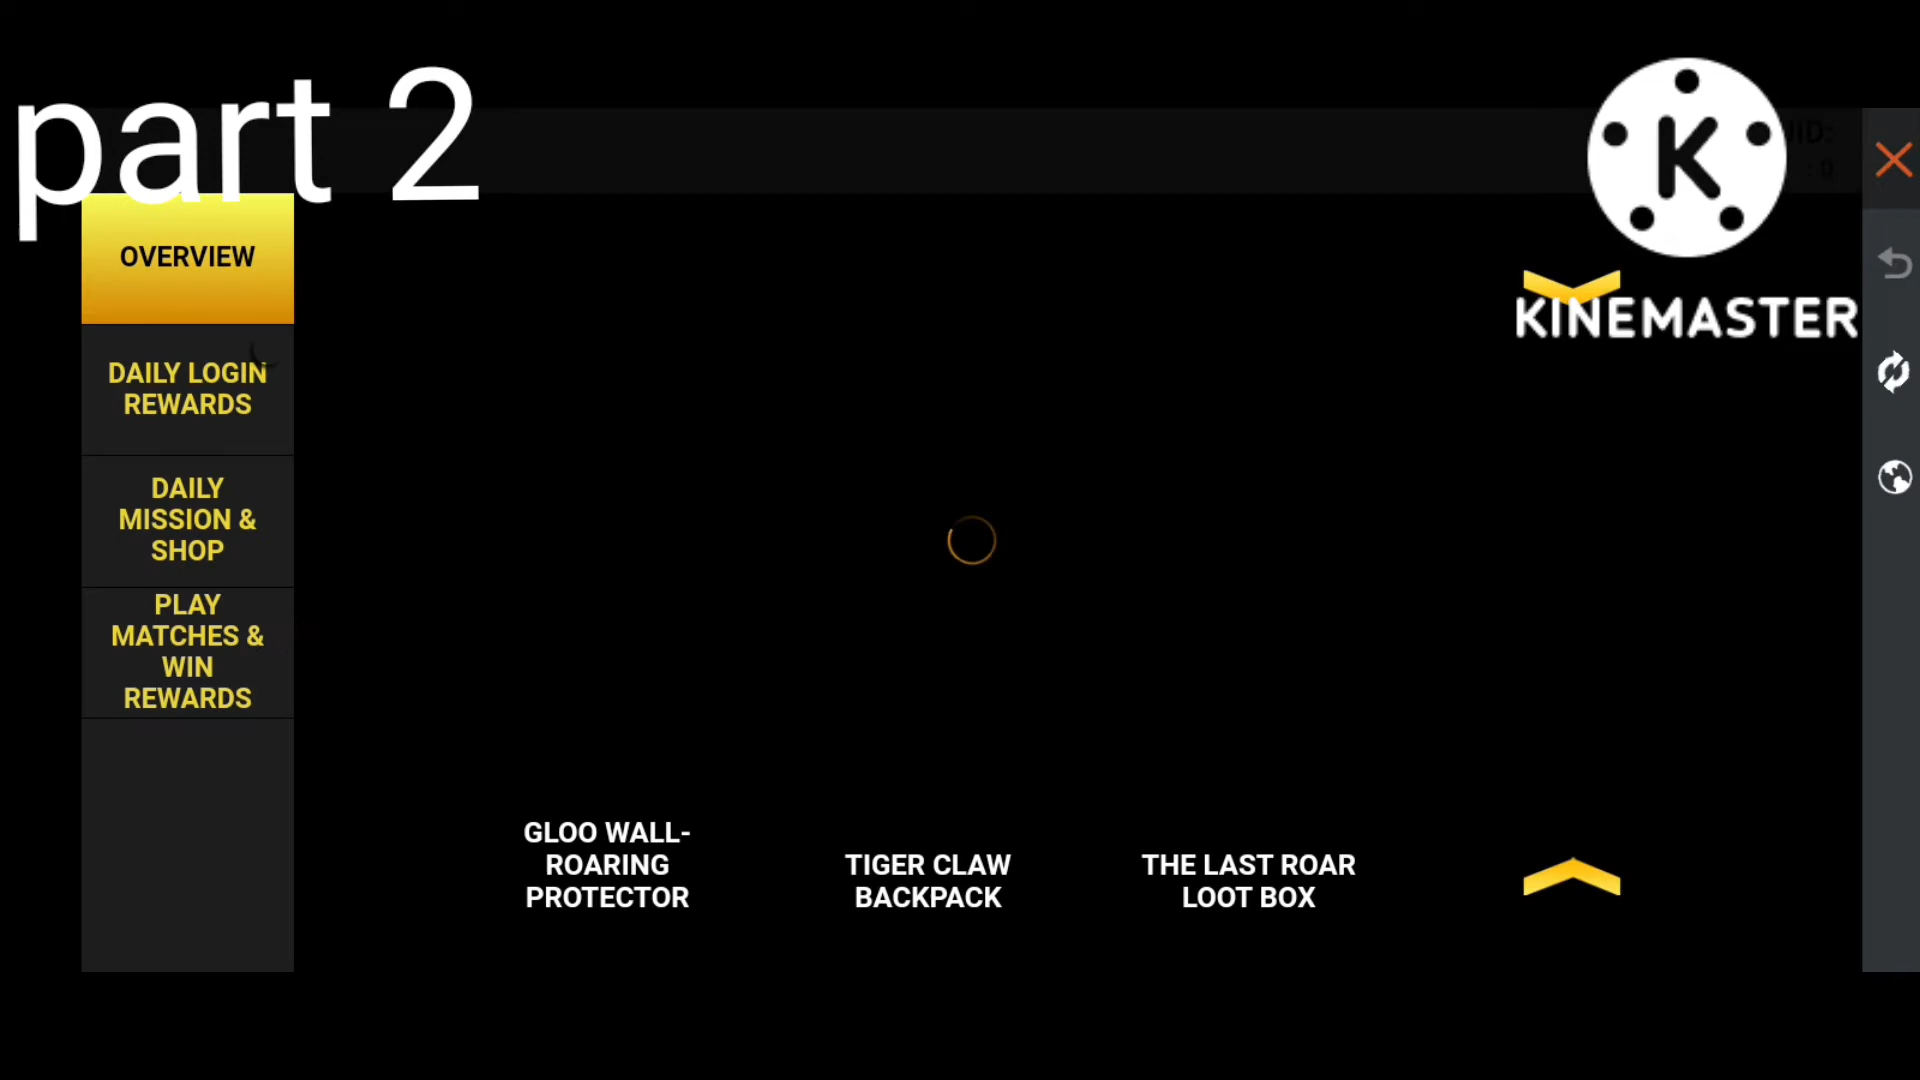 part 2
K
KINEMASTER
OVERVIEW
DAILY LOGIN
REWARDS
DAILY
MISSION &
SHOP
PLAY
MATCHES &
WIN
REWARDS
GLOO WALL-
ROARING
PROTECTOR
TIGER CLAW
BACKPACK
THE LAST ROAR
LOOT BOX